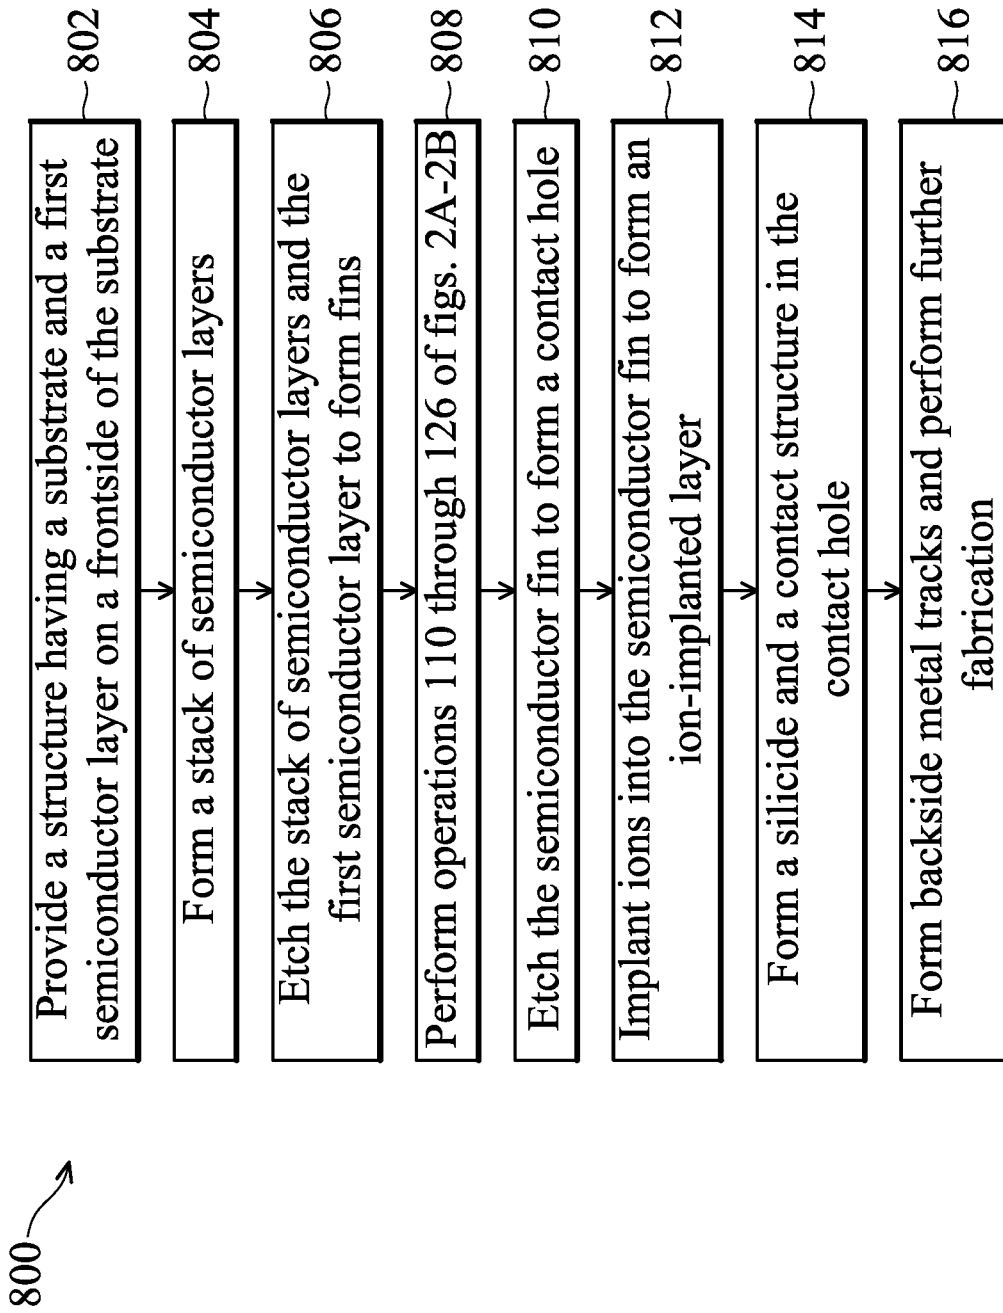 800
Provide a structure having a substrate and a first
semiconductor layer on a frontside of the substrate
802
Form a stack of semiconductor layers
804
Etch the stack of semiconductor layers and the
first semiconductor layer to form fins
806
Perform operations 110 through 126 of figs. 2A-2B
808
Etch the semiconductor fin to form a contact hole
810
Implant ions into the semiconductor fin to form an
ion-implanted layer
812
Form a silicide and a contact structure in the
contact hole
814
Form backside metal tracks and perform further
fabrication
816